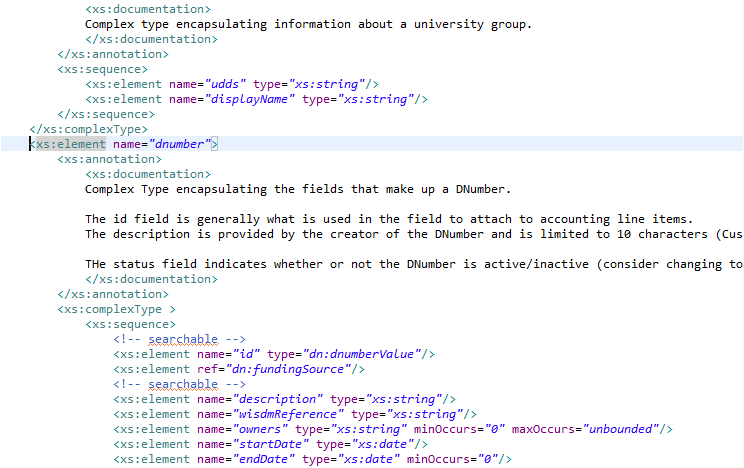 <xs:documentation>
Complex type encapsulating information about a university group.
</xs:documentation>
</xs:annotation>
<xs:sequence>
<xs:element name="udds" type="xs:string"/>
<xs:element name="displayName" type="xs:string"/>
</xs:sequence>
</xs:complexType>
<xs:element name="dnumber">
<xs:annotation>
<xs:documentation>
Complex Type encapsulating the fields that make up a DNumber.
The id field is generally what is used in the field to attach to accounting line items.
The description is provided by the creator of the DNumber and is limited to 10 characters (Cus
THe status field indicates whether or not the DNumber is active/inactive (consider changing to
</xs:documentation>
</xs:annotation>
<xs:complexType >
<xs:sequence>
<!-- searchable -->
<xs:element name="id" type="dn:dnumberValue"/>
<xs:element ref="dn:fundingSource"/>
<!-- searchable -->
<xs:element name="description" type="xs:string"/>
<xs:element name="wisdmReference" type="xs:string"/>
<xs:element name="owners" type="xs:string" minOccurs="0" maxOccurs="unbounded"/>
<xs:element name="startDate" type="xs:date"/>
<xs:element name="endDate" type="xs:date" minOccurs="0"/>